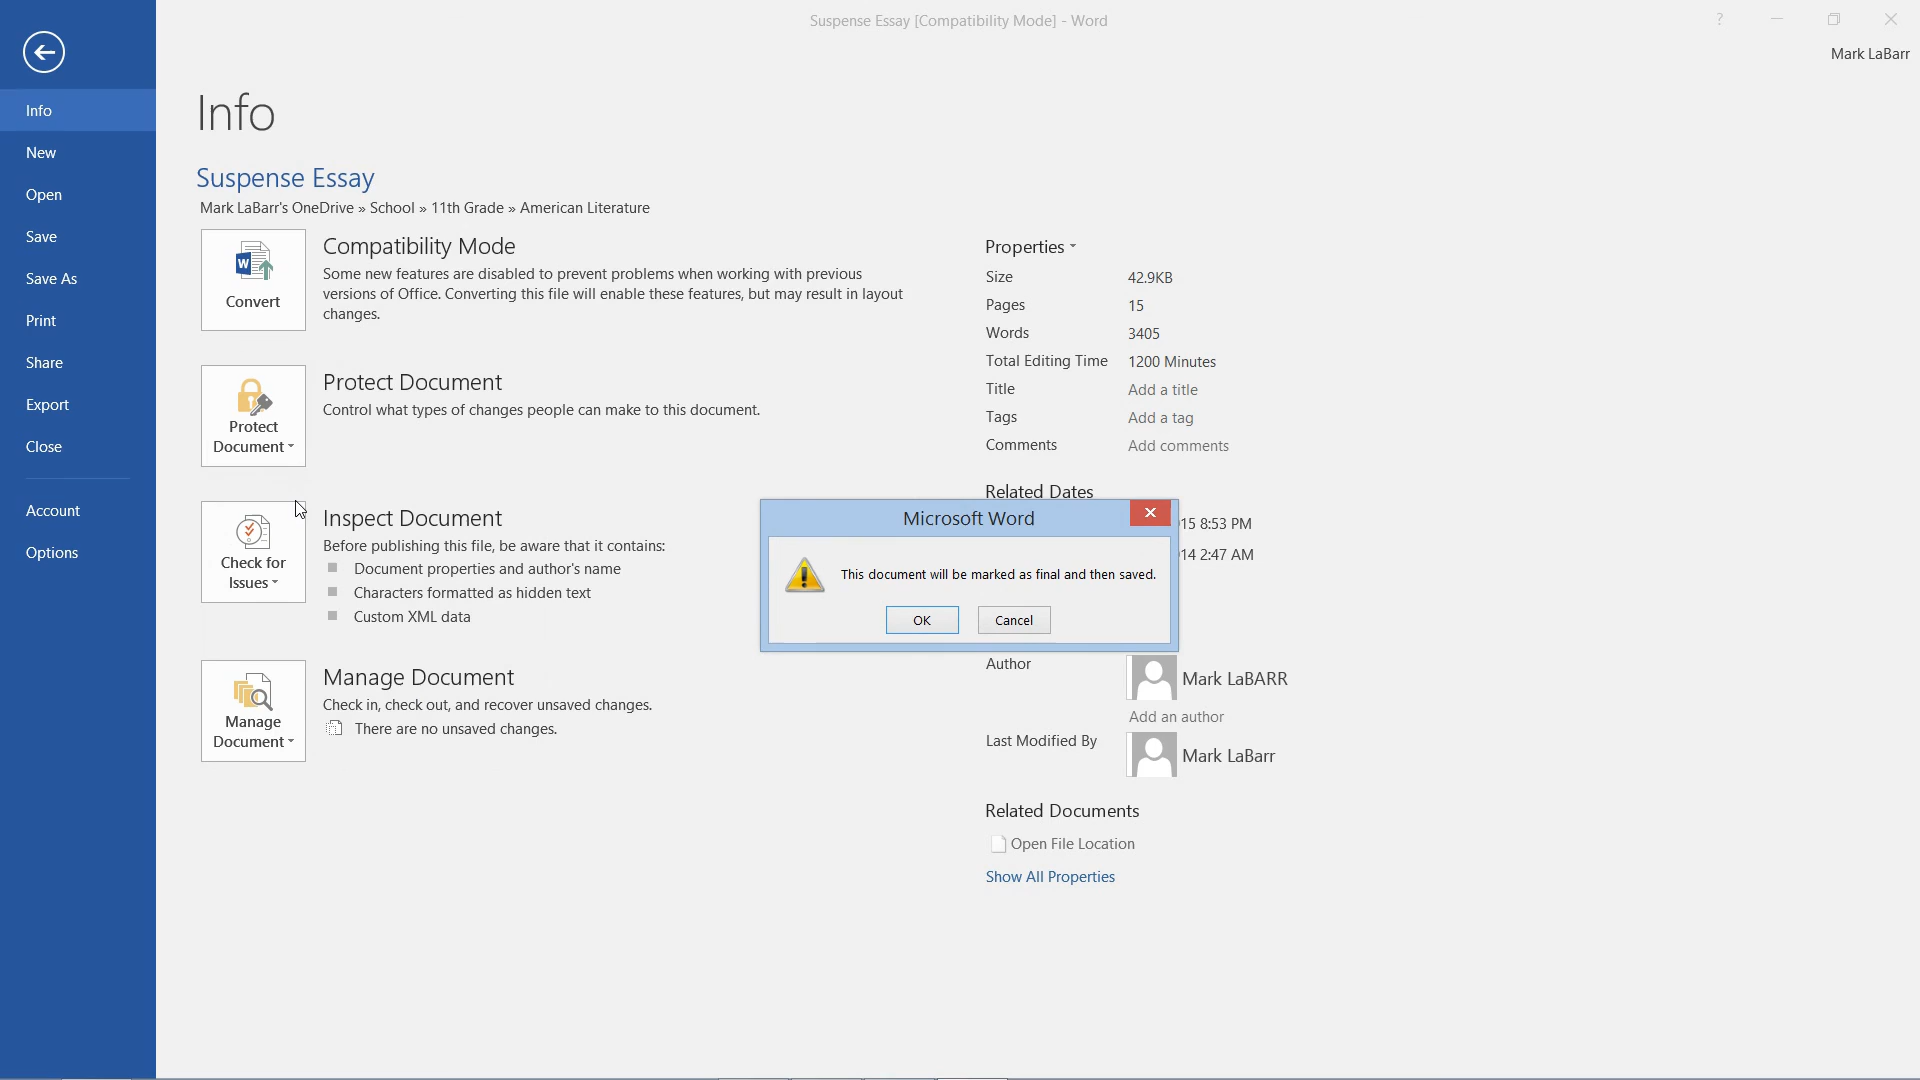 Suspense Essay [Compatibility Mode] - Word
?
Mark LaBarr
Info
New
Open
Save
Save As
Print
Share
Export
Close
Account
Options
Info
Suspense Essay
Mark LaBarr's OneDrive » School » 11th Grade » American Literature
Convert
Compatibility Mode
Some new features are disabled to prevent problems when working with previous
versions of Office. Converting this file will enable these features, but may result in layout
changes.
Protect
Document
Protect Document
Control what types of changes people can make to this document.
Check for
Issues
Inspect Document
Before publishing this file, be aware that it contains:
Document properties and author's name
Characters formatted as hidden text
Custom XML data
Manage
Document
Manage Document
Check in, check out, and recover unsaved changes.
There are no unsaved changes.
Properties
Size 42.9KB
Pages 15
Words 3405
Total Editing Time 1200 Minutes
Title Add a title
Tags Add a tag
Comments Add comments
Related Dates
15 8:53 PM
14 2:47 AM
Microsoft Word
This document will be marked as final and then saved.
OK Cancel
Author Mark LaBARR
Add an author
Last Modified By Mark LaBarr
Related Documents
Open File Location
Show All Properties